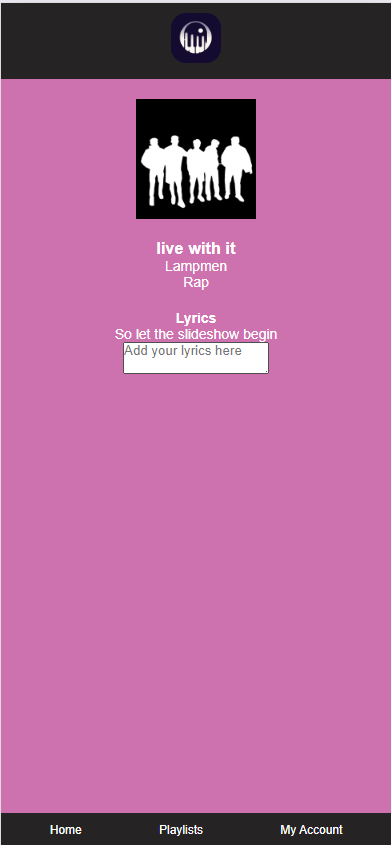 live with it
Lampmen
Rap
Lyrics
So let the slideshow begin
Add your lyrics here
Home
Playlists
My Account